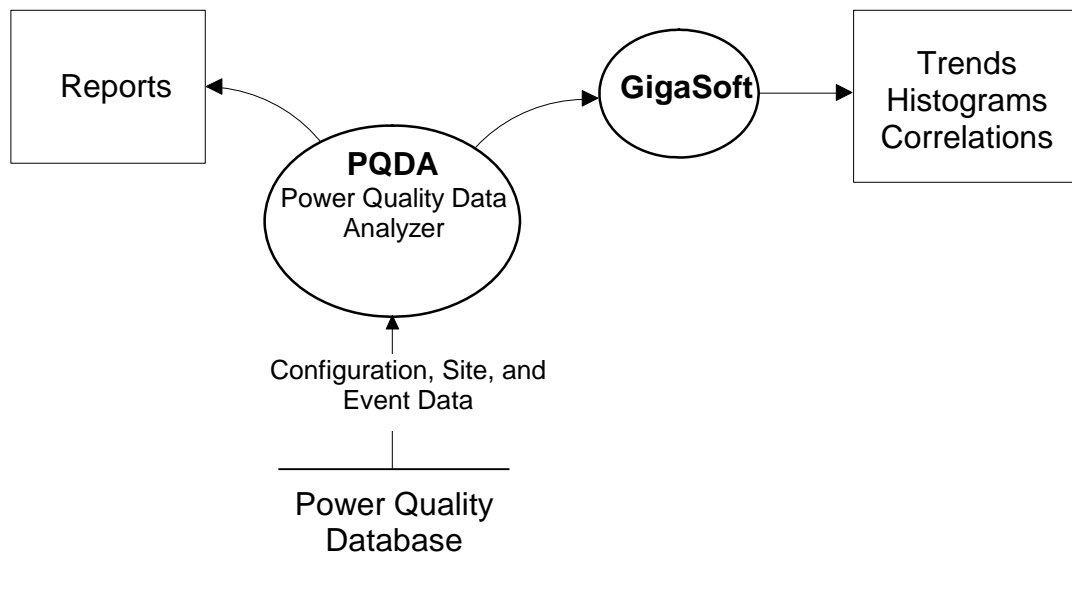 Reports
GigaSoft
Trends
Histograms
Correlations
PQDA
Power Quality Data
Analyzer
Configuration, Site, and
Event Data
Power Quality
Database